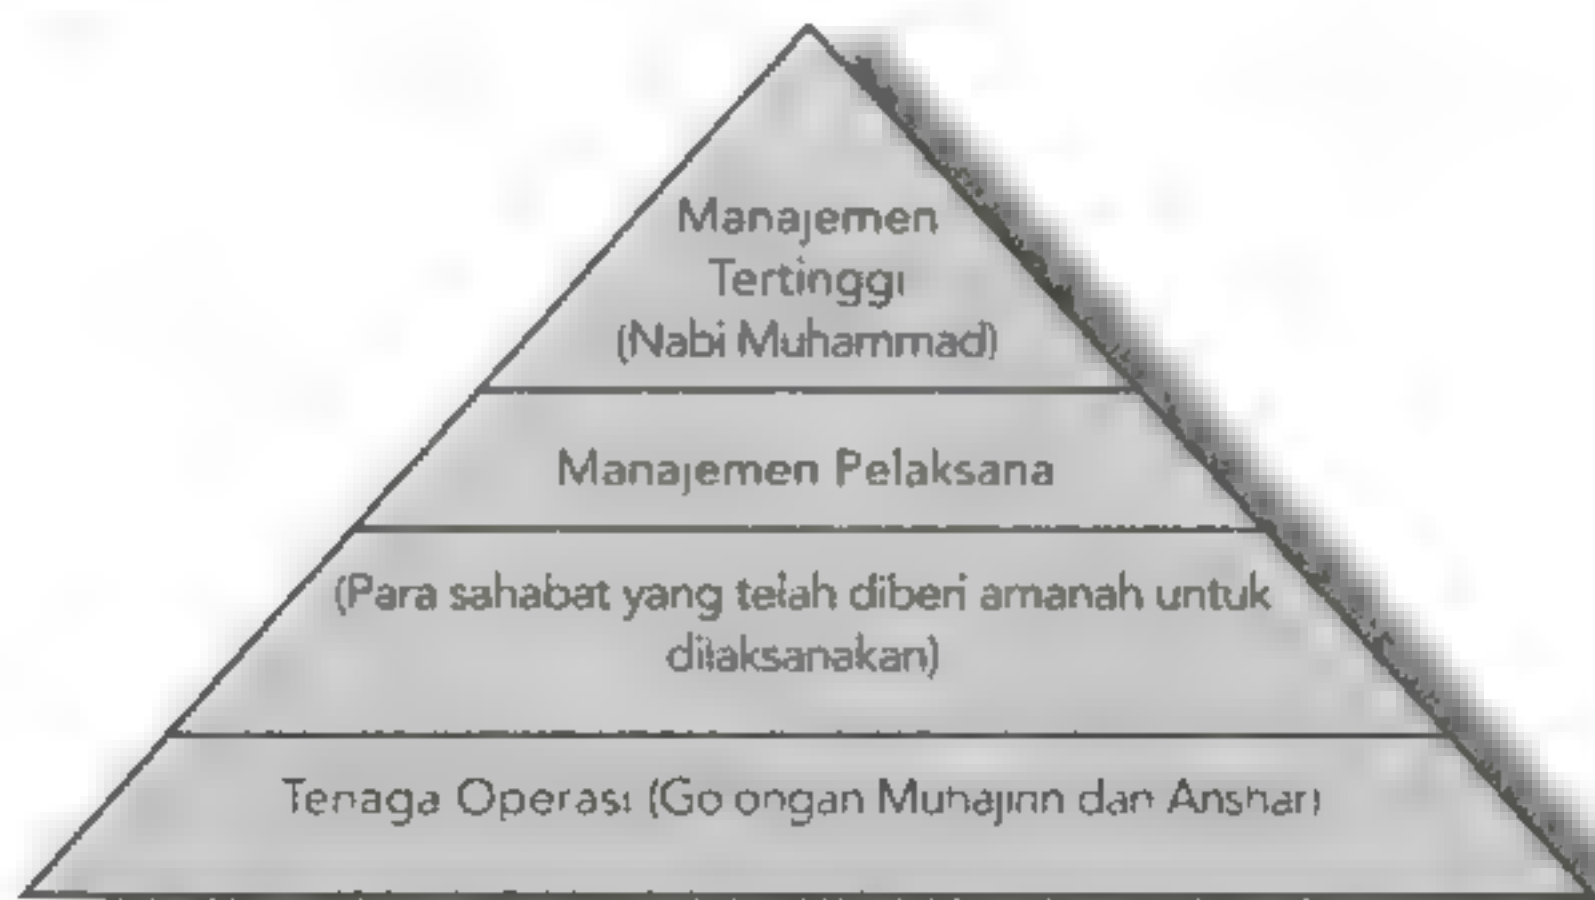 Manajemen
Tertinggi
(Nabi Muhammad)
Manajemen Pelaksana
(Para sahabat yang telah diberi amanah untuk
dilaksanakan)
Tenaga Operasi (Golongan Muhajirin dan Anshar)